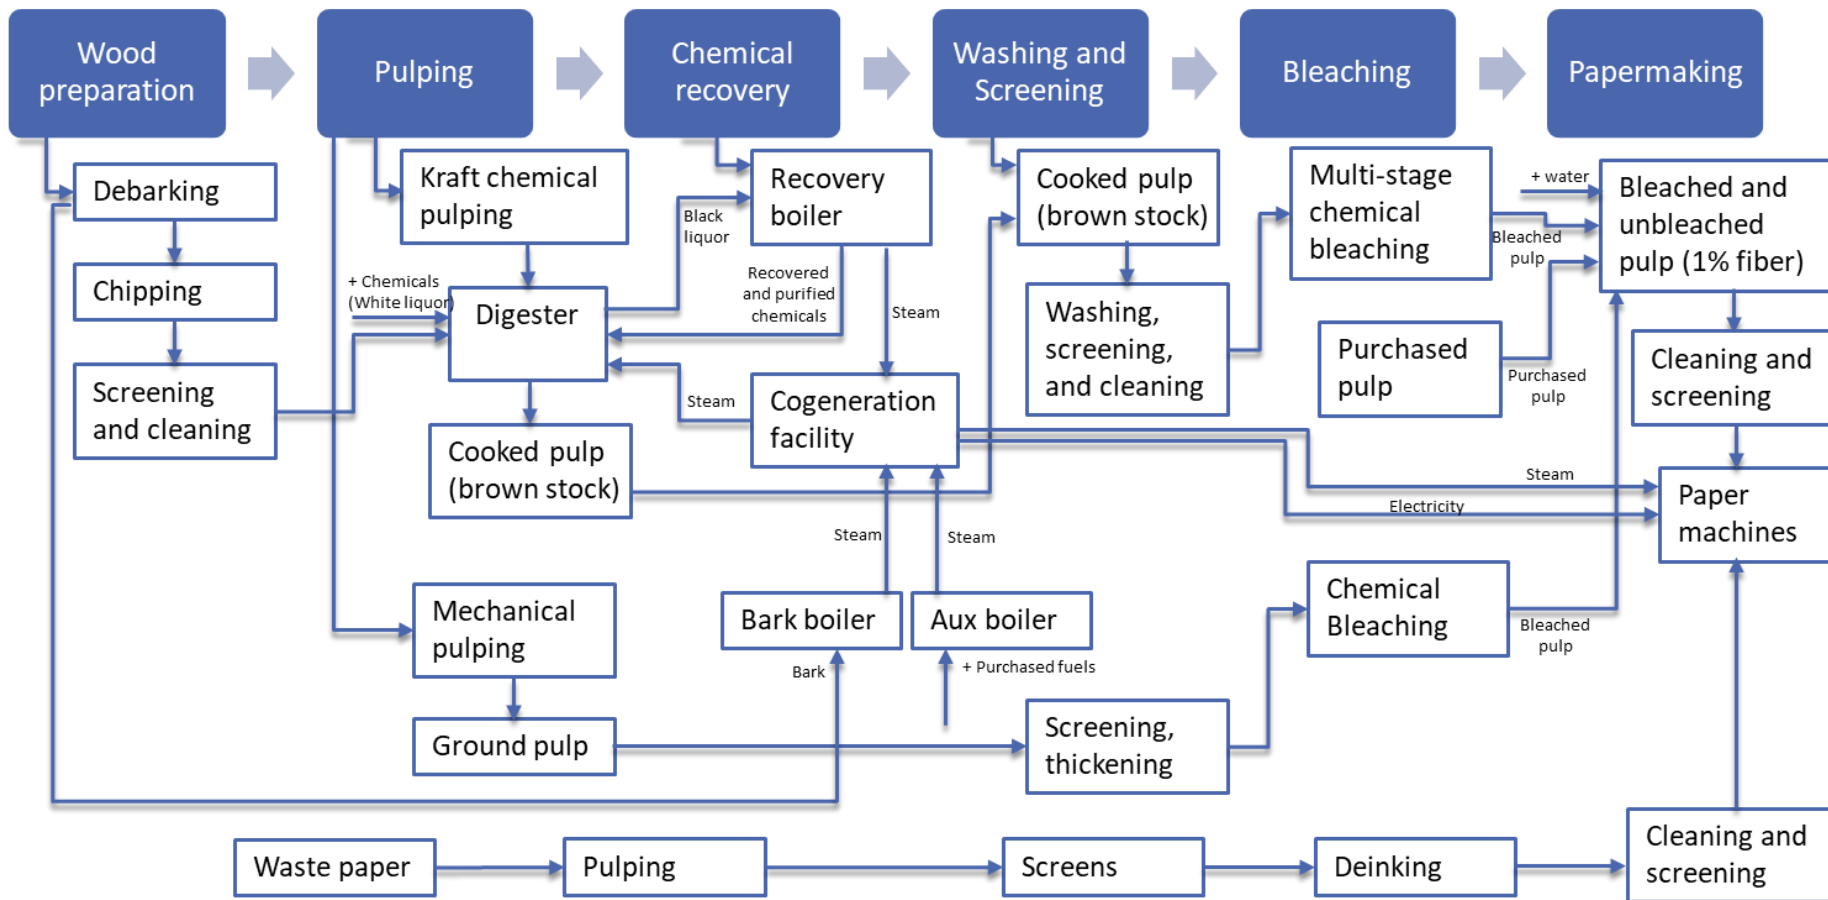 Wood
preparation
Pulping
Chemical
recovery
Washing and
Screening
Bleaching
Papermaking
Debarking
Chipping
Screening
and cleaning
Kraft chemical
pulping
+ Chemicals
(White liquor)
Digester
Cooked pulp
(brown stock)
Mechanical
pulping
Ground pulp
Black
liquor
Recovery
boiler
Recovered
and purified
chemicals
Steam
Steam
Cogeneration
facility
Steam
Steam
Bark boiler
Aux boiler
Bark
+ Purchased fuels
Cooked pulp
(brown stock)
Washing,
screening,
and cleaning
Screening,
thickening
Multi-stage
chemical
bleaching
Bleached
pulp
Purchased
pulp
Purchased
pulp
Steam
Electricity
Chemical
Bleaching
Bleached
pulp
+ water
Bleached and
unbleached
pulp (1% fiber)
Cleaning and
screening
Paper
machines
Waste paper
Pulping
Screens
Deinking
Cleaning and
screening